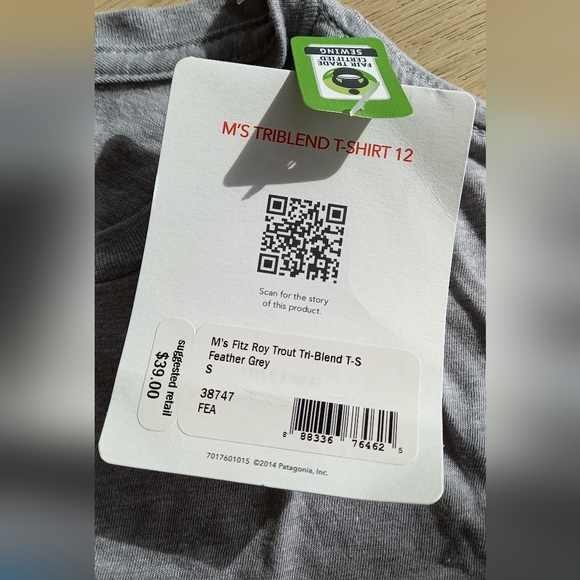 FAIR TRADE
CERTIFIED
SEWING
M'S TRIBLEND T-SHIRT 12
Scan for the story
of this product.
suggested retail
$39.00
M's Fitz Roy Trout Tri-Blend T-S
Feather Grey
S
38747
FEA
8 88336 76462 5
7017601015 ©2014 Patagonia, Inc.